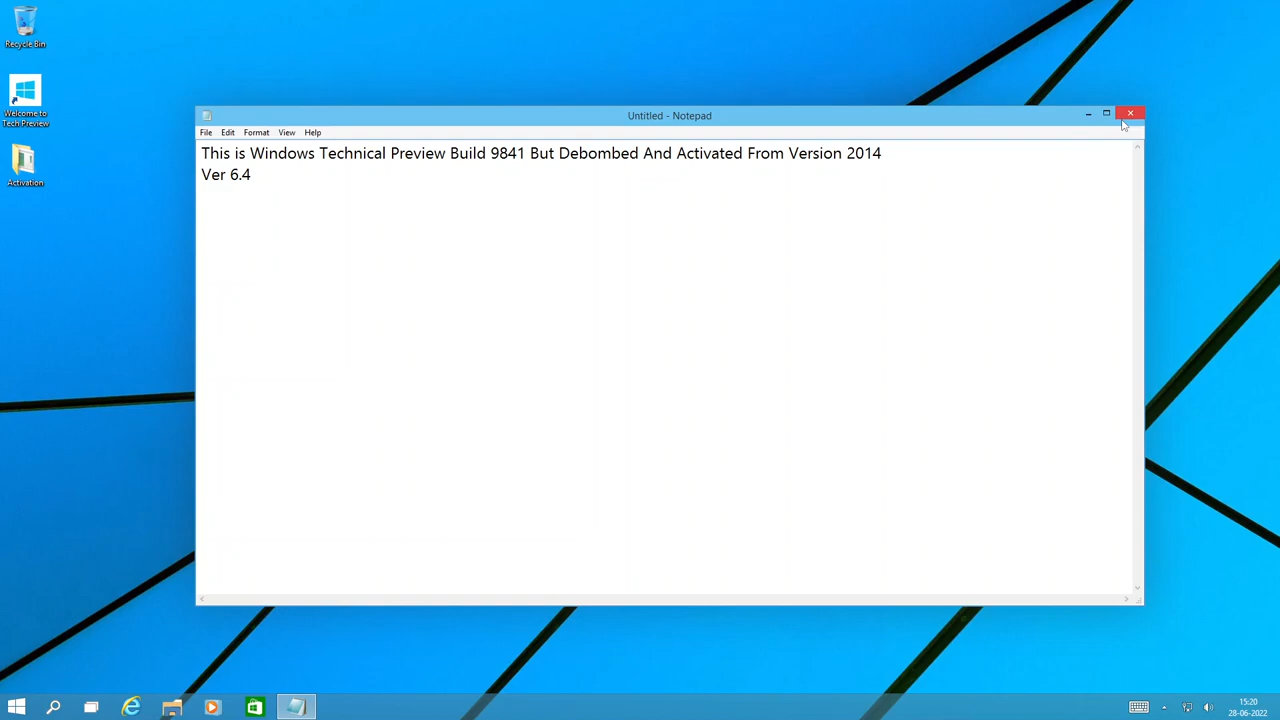 Recycle Bin
Welcome to
Tech Preview
Activation
Untitled - Notepad
File Edit Format View Help
This is Windows Technical Preview Build 9841 But Debombed And Activated From Version 2014
Ver 6.4
15:20
28-06-2022